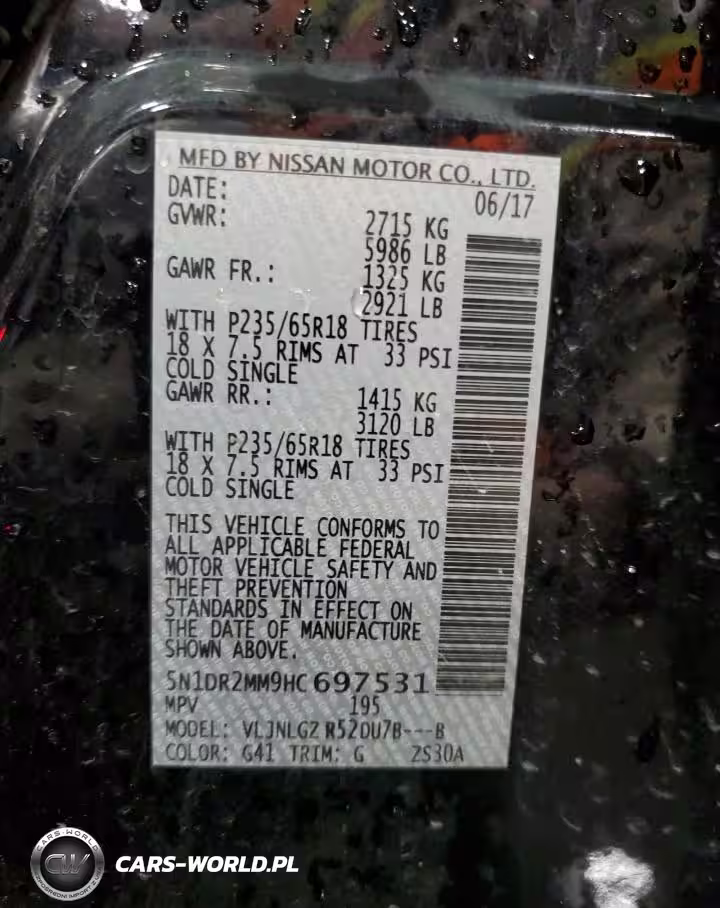 MFD BY NISSAN MOTOR CO., LTD.
DATE: 06/17
GVWR: 2715 KG
5986 LB
GAWR FR.: 1325 KG
2921 LB
WITH P235/65R18 TIRES
18 X 7.5 RIMS AT 33 PSI
COLD SINGLE
GAWR RR.: 1415 KG
3120 LB
WITH P235/65R18 TIRES
18 X 7.5 RIMS AT 33 PSI
COLD SINGLE
THIS VEHICLE CONFORMS TO
ALL APPLICABLE FEDERAL
MOTOR VEHICLE SAFETY AND
THEFT PREVENTION
STANDARDS IN EFFECT ON
THE DATE OF MANUFACTURE
SHOWN ABOVE.
5N1DR2MM9HC697531
MPV 195
MODEL: VLJNLGZ R52DU7B---B
COLOR: G41 TRIM: G 2S30A
CARS-WORLD
CW
CARS-WORLD.PL